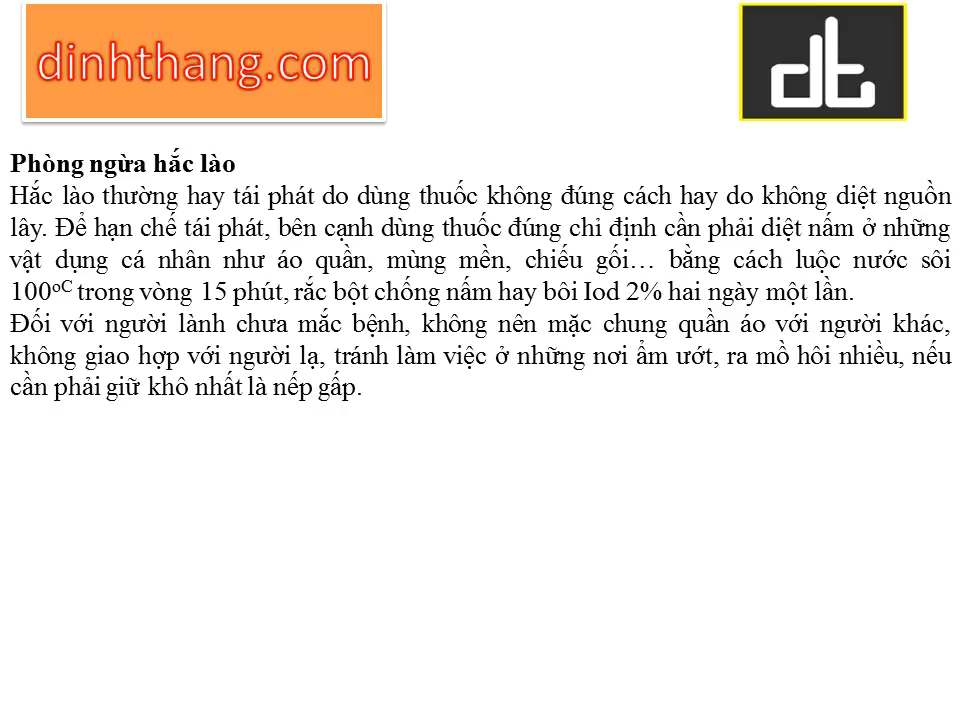 dinhthang.com
dt
Phòng ngừa hắc lào
Hắc lào thường hay tái phát do dùng thuốc không đúng cách hay do không diệt nguồn
lây. Để hạn chế tái phát, bên cạnh dùng thuốc đúng chỉ định cần phải diệt nấm ở những
vật dụng cá nhân như áo quần, mùng mền, chiếu gối… bằng cách luộc nước sôi
100oC trong vòng 15 phút, rắc bột chống nấm hay bôi Iod 2% hai ngày một lần.
Đối với người lành chưa mắc bệnh, không nên mặc chung quần áo với người khác,
không giao hợp với người lạ, tránh làm việc ở những nơi ẩm ướt, ra mồ hôi nhiều, nếu
cần phải giữ khô nhất là nếp gấp.